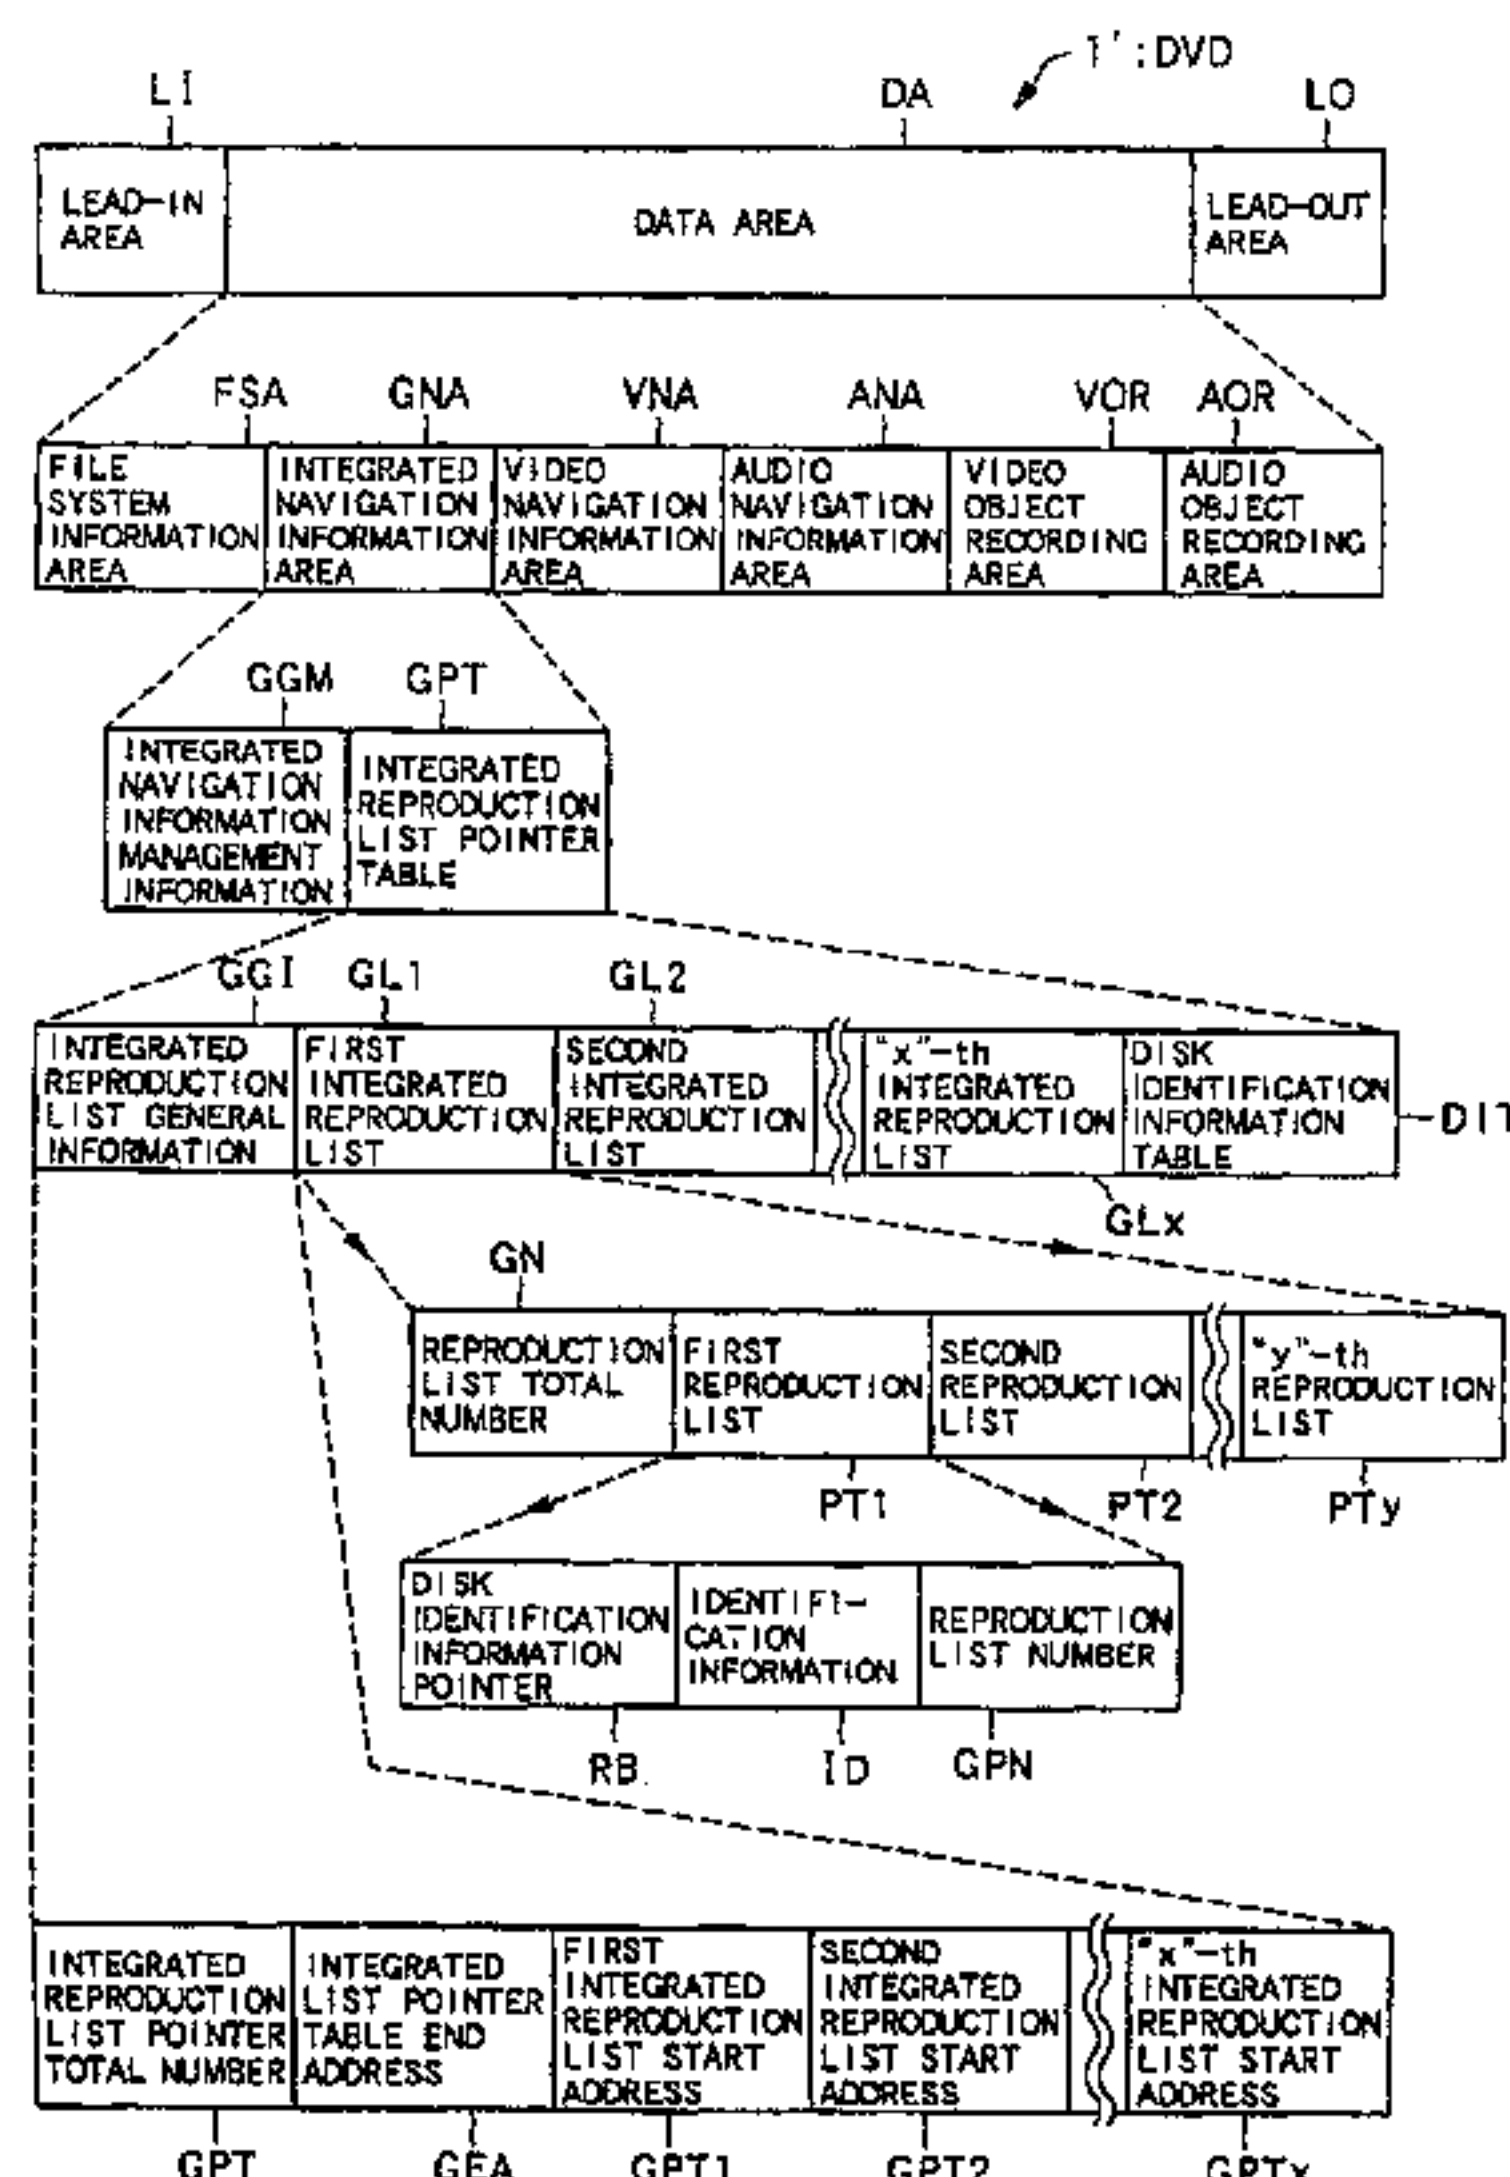 1':DVD
LI
DA
LO
LEAD-IN
AREA
DATA AREA
LEAD-OUT
AREA
FSA
GNA
VNA
ANA
VOR
AOR
FILE
SYSTEM
INFORMATION
AREA
INTEGRATED
NAVIGATION
INFORMATION
AREA
VIDEO
NAVIGATION
INFORMATION
AREA
AUDIO
NAVIGATION
INFORMATION
AREA
VIDEO
OBJECT
RECORDING
AREA
AUDIO
OBJECT
RECORDING
AREA
GGM
GPT
INTEGRATED
NAVIGATION
INFORMATION
MANAGEMENT
INFORMATION
INTEGRATED
REPRODUCTION
LIST POINTER
TABLE
GGI
GL1
GL2
INTEGRATED
REPRODUCTION
LIST GENERAL
INFORMATION
FIRST
INTEGRATED
REPRODUCTION
LIST
SECOND
INTEGRATED
REPRODUCTION
LIST
"x"-th
INTEGRATED
REPRODUCTION
LIST
DISK
IDENTIFICATION
INFORMATION
TABLE
DIT
GLx
GN
REPRODUCTION
LIST TOTAL
NUMBER
FIRST
REPRODUCTION
LIST
SECOND
REPRODUCTION
LIST
"y"-th
REPRODUCTION
LIST
PT1
PT2
PTy
DISK
IDENTIFICATION
INFORMATION
POINTER
IDENTIFI-
CATION
INFORMATION
REPRODUCTION
LIST NUMBER
RB
ID
GPN
INTEGRATED
REPRODUCTION
LIST POINTER
TOTAL NUMBER
INTEGRATED
LIST POINTER
TABLE END
ADDRESS
FIRST
INTEGRATED
REPRODUCTION
LIST START
ADDRESS
SECOND
INTEGRATED
REPRODUCTION
LIST START
ADDRESS
"x"-th
INTEGRATED
REPRODUCTION
LIST START
ADDRESS
GPT
GEA
GPT1
GPT2
GPTx